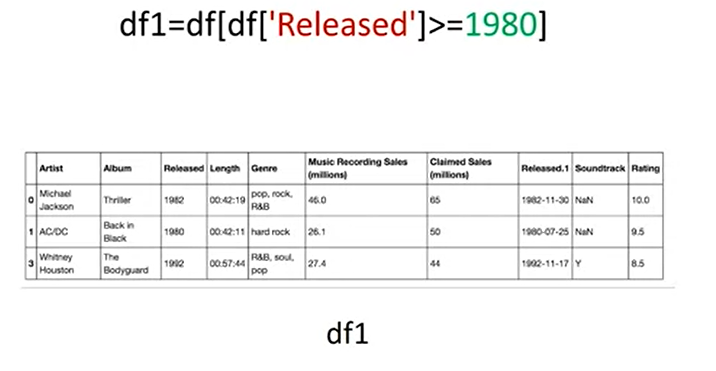 df1=df[df['Released']>=1980]
Artist Album Released Length Genre Music Recording Sales (millions) Claimed Sales (millions) Released.1 Soundtrack Rating
0 Michael Jackson Thriller 1982 00:42:19 pop, rock, R&B 46.0 65 1982-11-30 NaN 10.0
1 AC/DC Back in Black 1980 00:42:11 hard rock 26.1 50 1980-07-25 NaN 9.5
3 Whitney Houston The Bodyguard 1992 00:57:44 R&B, soul, pop 27.4 44 1992-11-17 Y 8.5
df1